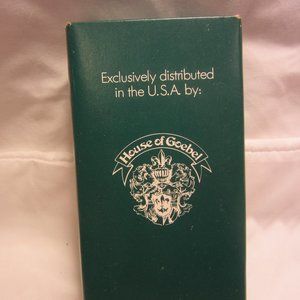 Exclusively distributed
in the U.S.A. by:
House of Goebel